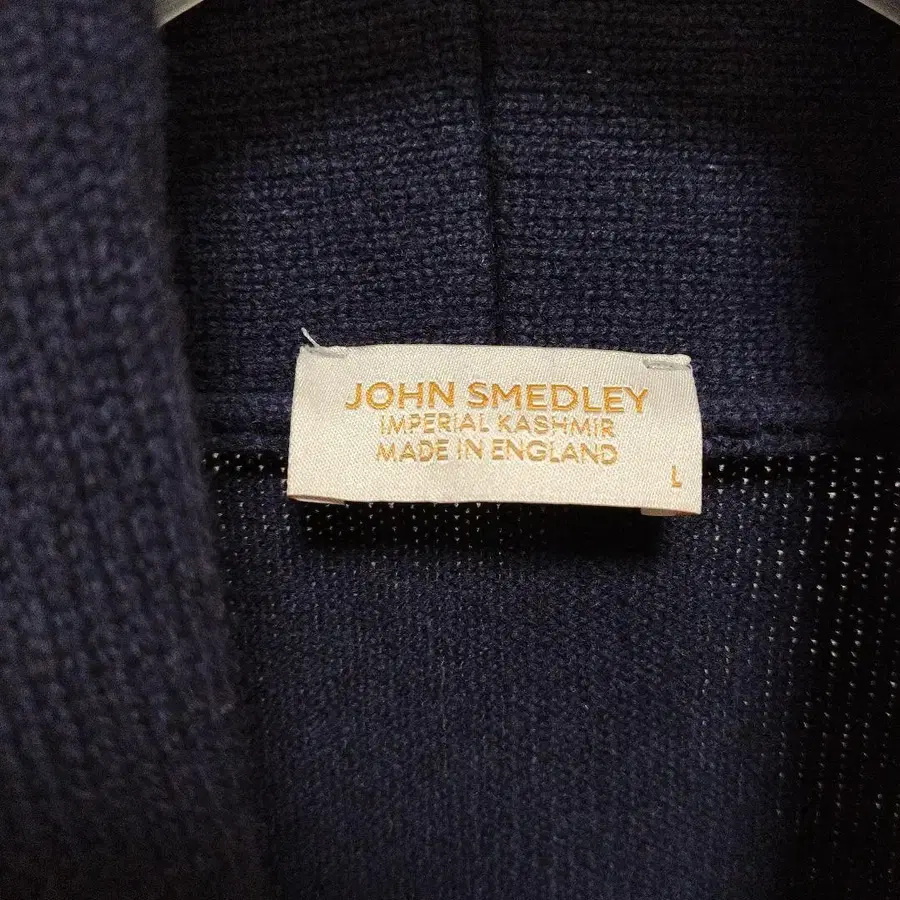 JOHN SMEDLEY
IMPERIAL KASHMIR
MADE IN ENGLAND
L